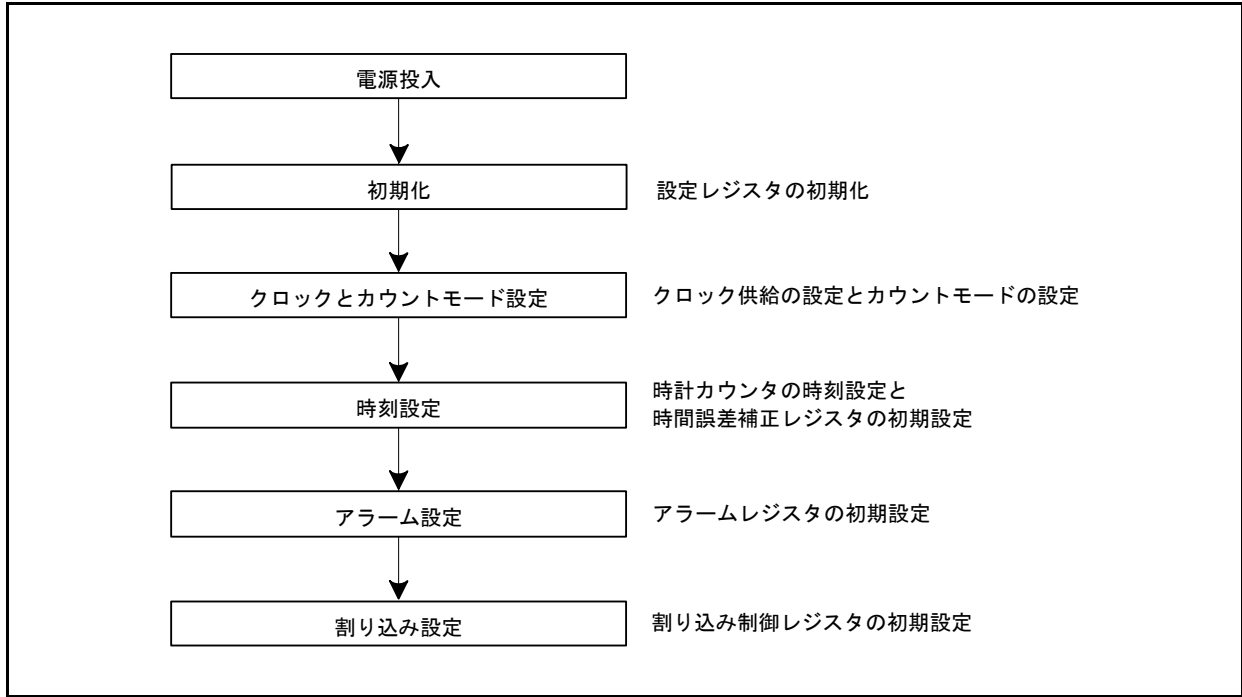 電源投入
初期化
設定レジスタの初期化
クロックとカウントモード設定
クロック供給の設定とカウントモードの設定
時刻設定
時計カウンタの時刻設定と
時間誤差補正レジスタの初期設定
アラーム設定
アラームレジスタの初期設定
割り込み設定
割り込み制御レジスタの初期設定